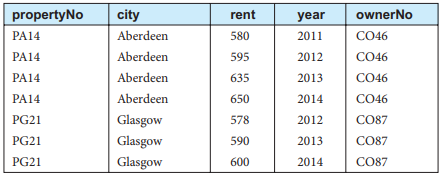 propertyNo city rent year ownerNo
PA14 Aberdeen 580 2011 CO46
PA14 Aberdeen 595 2012 CO46
PA14 Aberdeen 635 2013 CO46
PA14 Aberdeen 650 2014 CO46
PG21 Glasgow 578 2012 CO87
PG21 Glasgow 590 2013 CO87
PG21 Glasgow 600 2014 CO87